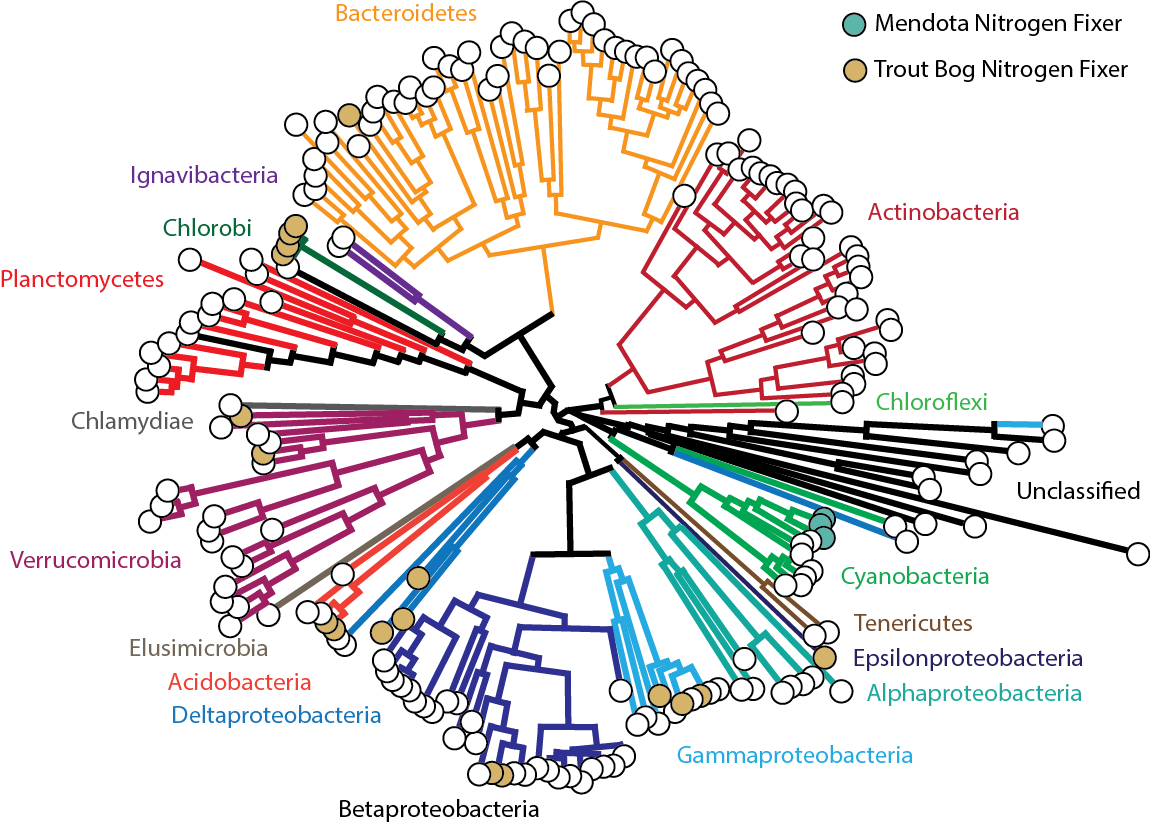 Bacteroidetes
Mendota Nitrogen Fixer
Trout Bog Nitrogen Fixer
Ignavibacteria
Chlorobi
Actinobacteria
Planctomycetes
Chloroflexi
Chlamydiae
Unclassified
Verrucomicrobia
Cyanobacteria
Tenericutes
Elusimicrobia
Epsilonproteobacteria
Acidobacteria
Alphaproteobacteria
Deltaproteobacteria
Gammaproteobacteria
Betaproteobacteria